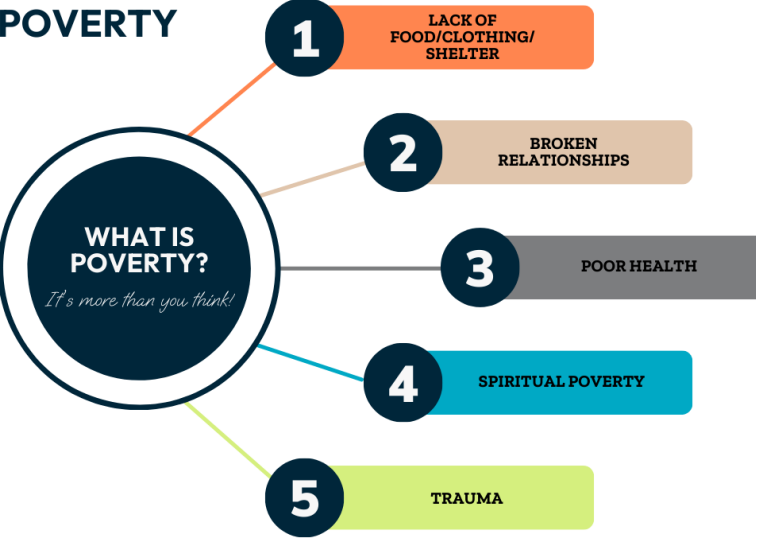 POVERTY
1
LACK OF
FOOD/CLOTHING/
SHELTER
2
BROKEN
RELATIONSHIPS
WHAT IS
POVERTY?
It's more than you think!
3
POOR HEALTH
4
SPIRITUAL POVERTY
5
TRAUMA